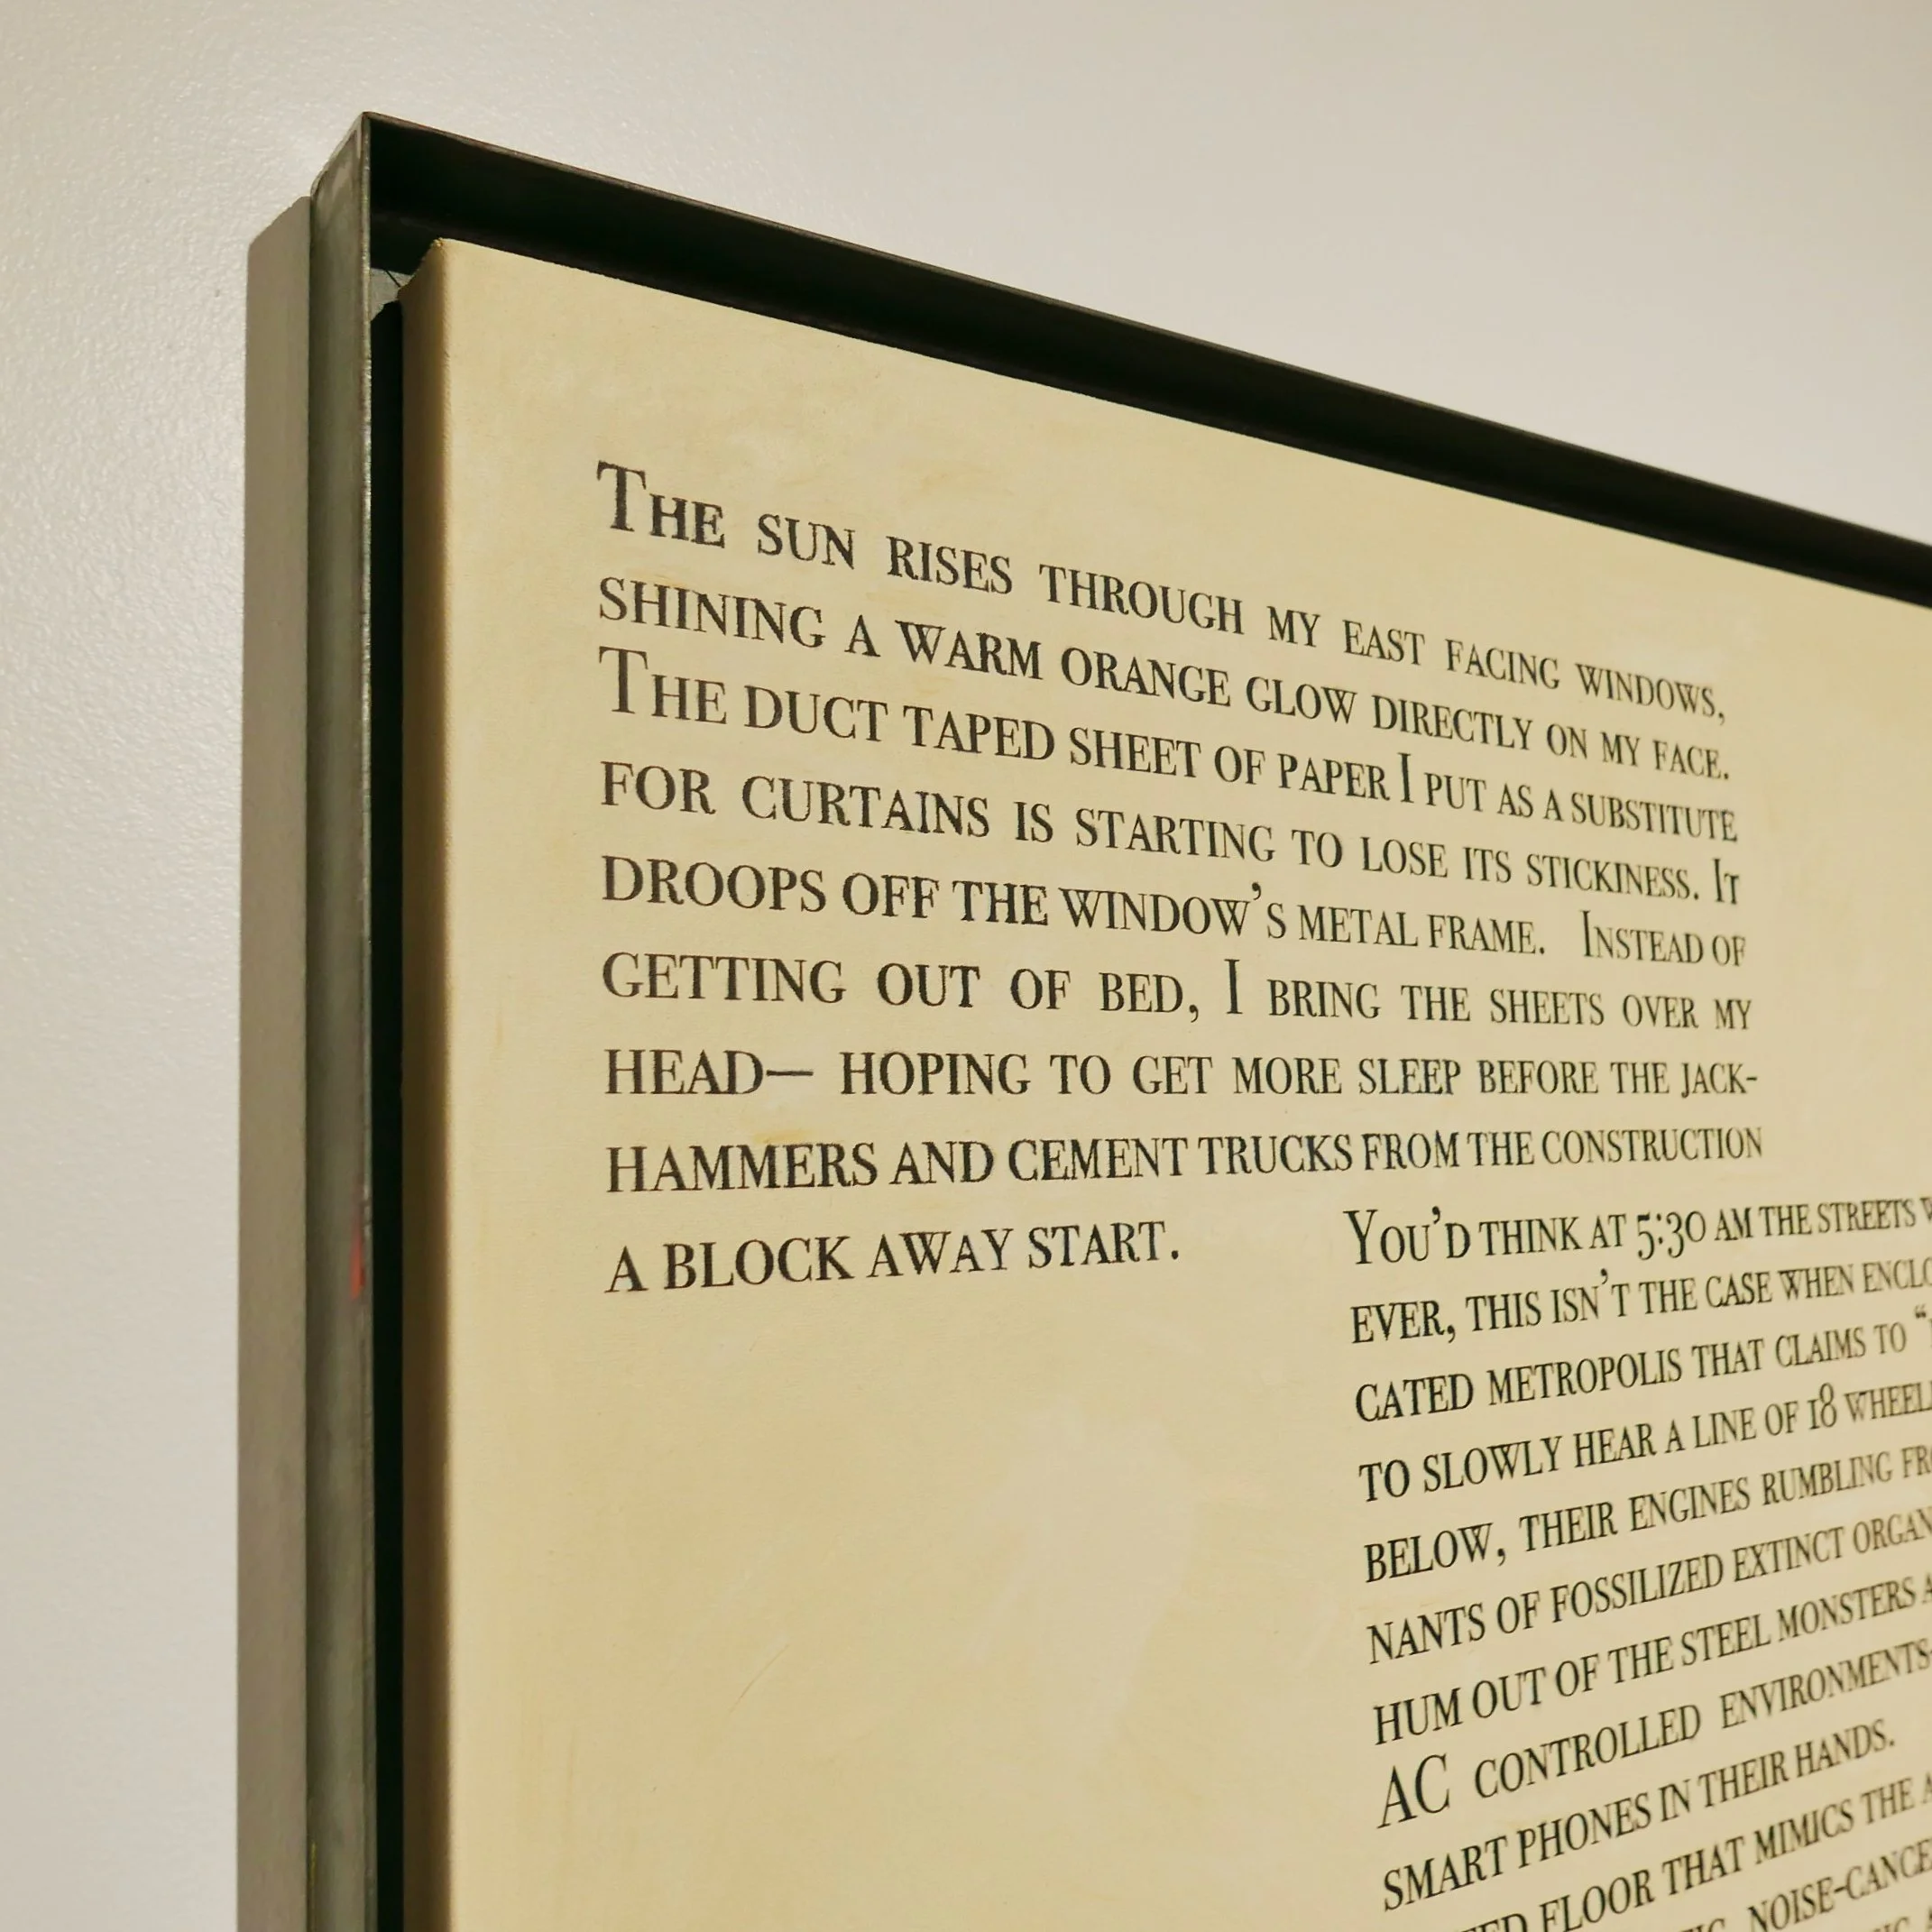 The sun rises through my east facing windows,
shining a warm orange glow directly on my face.
The duct taped sheet of paper I put as a substitute
for curtains is starting to lose its stickiness. It
droops off the window's metal frame. Instead of
getting out of bed, I bring the sheets over my
head— hoping to get more sleep before the jack-
hammers and cement trucks from the construction
a block away start.
You'd think at 5:30 am the streets
ever, this isn't the case when
cated metropolis that claims to "
to slowly hear a line of 18
below, their engines rumbling
nants of fossilized extinct
hum out of the steel monsters
AC controlled environments
smart phones in their hands.
floor that mimics the